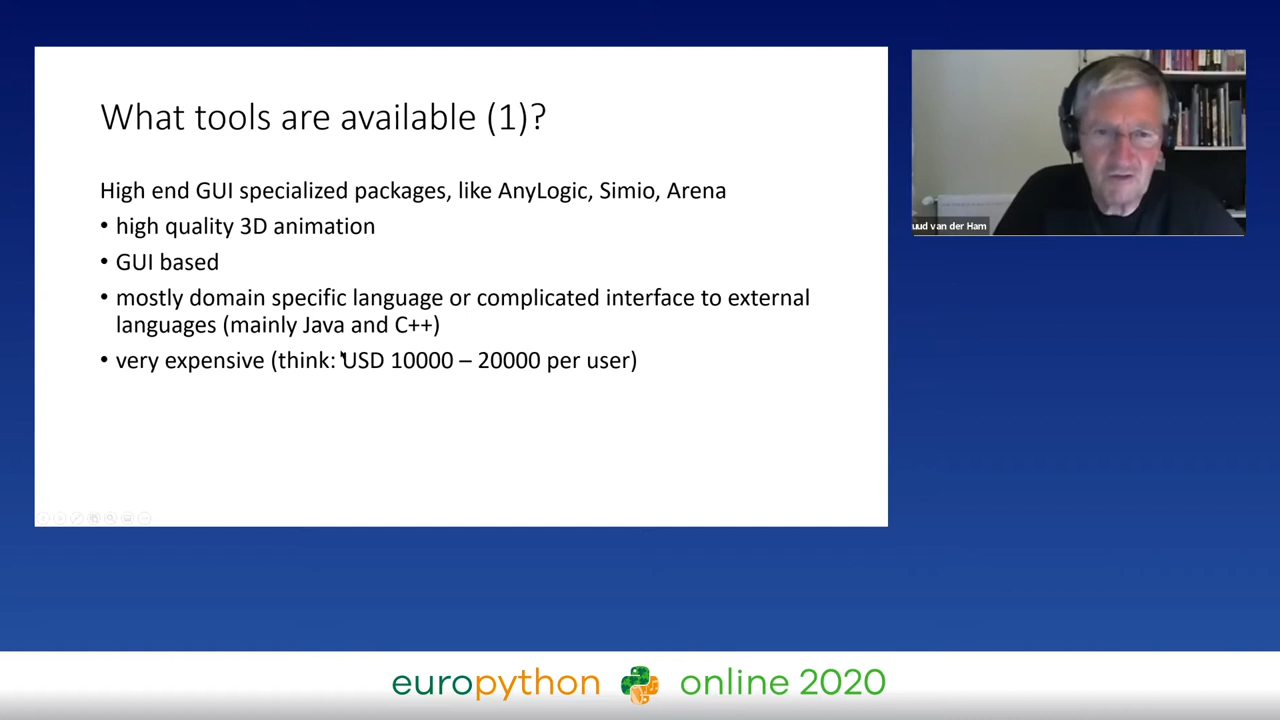 What tools are available (1)?
High end GUI specialized packages, like AnyLogic, Simio, Arena
• high quality 3D animation
• GUI based
• mostly domain specific language or complicated interface to external
languages (mainly Java and C++)
• very expensive (think: USD 10000 – 20000 per user)
uud van der Ham
europython online 2020